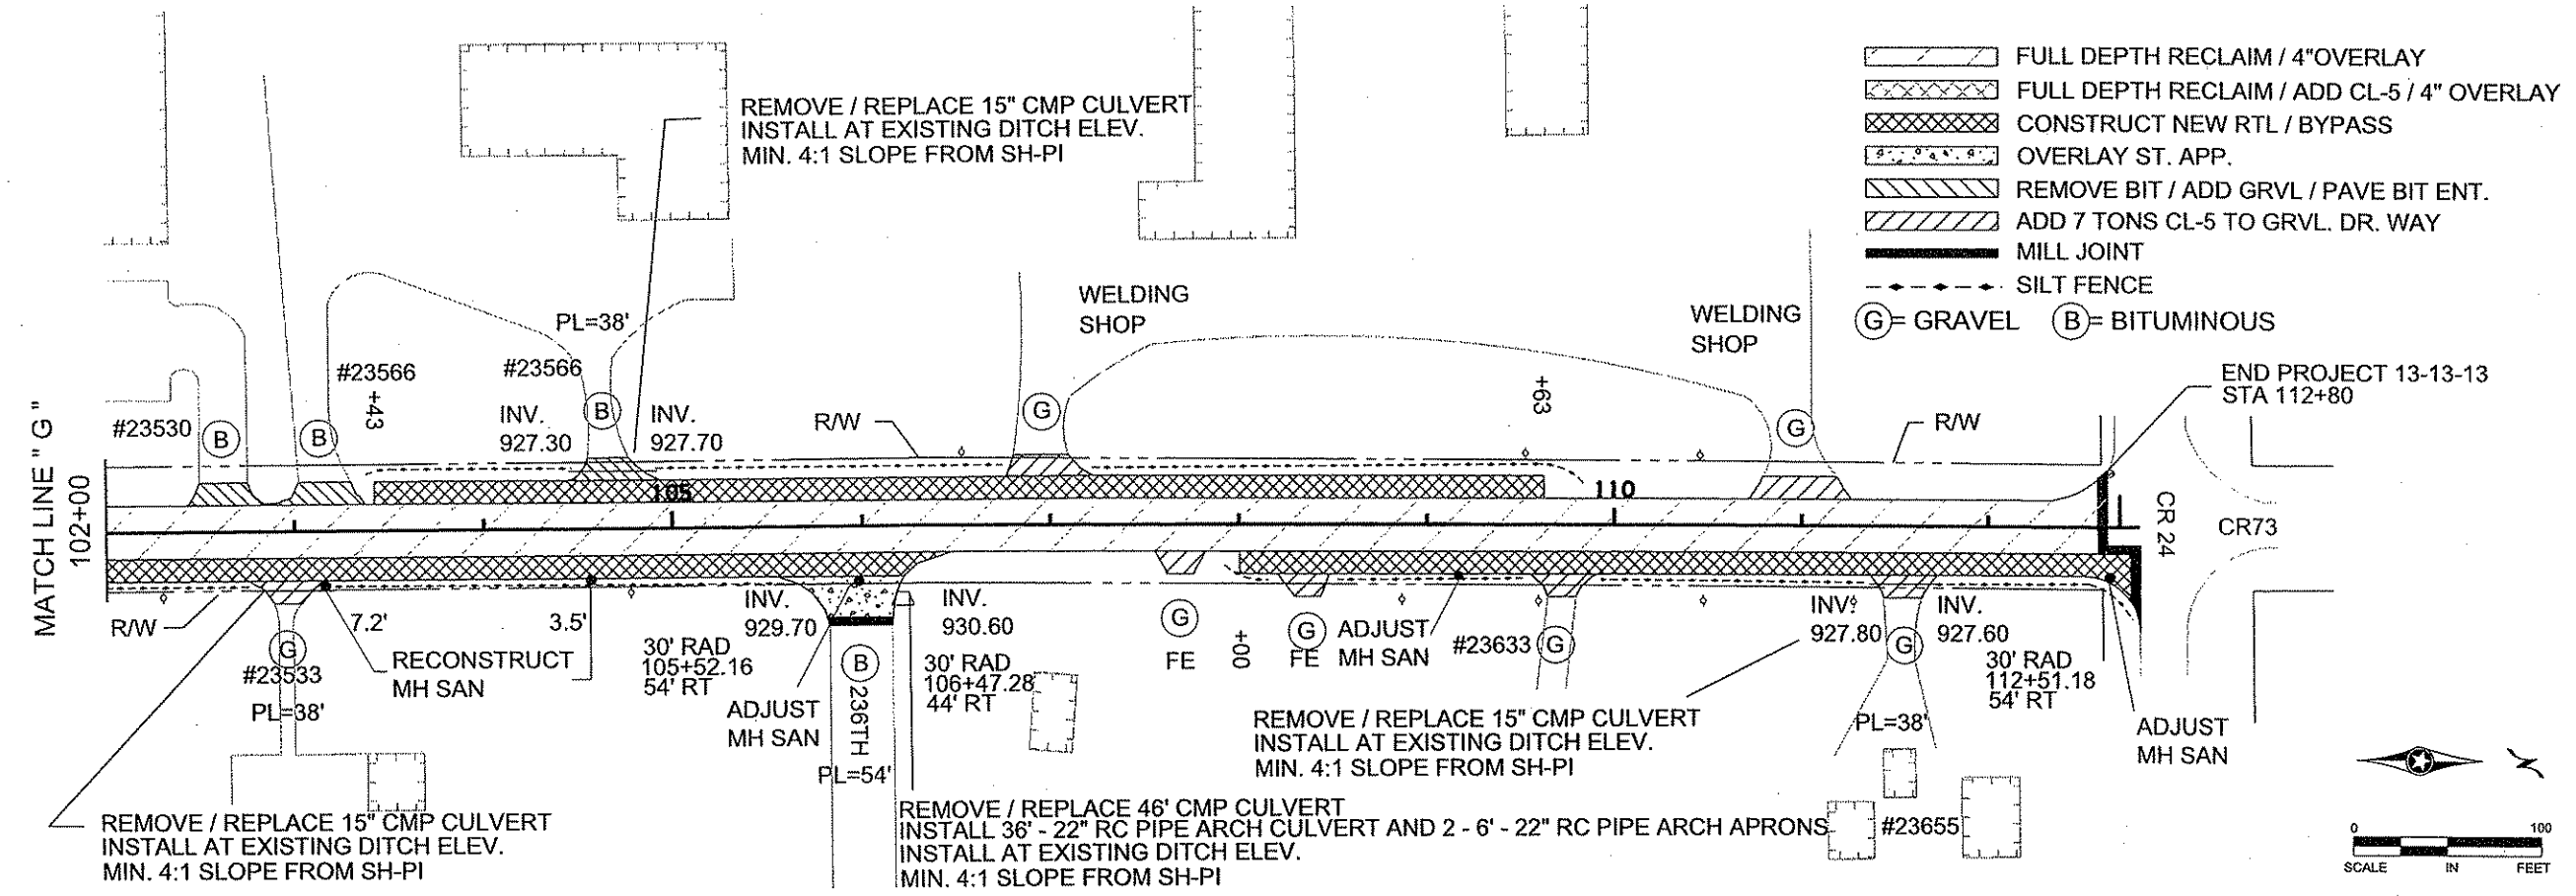 FULL DEPTH RECLAIM / 4"OVERLAY
FULL DEPTH RECLAIM / ADD CL-5 / 4" OVERLAY
CONSTRUCT NEW RTL / BYPASS
OVERLAY ST. APP.
REMOVE BIT / ADD GRVL / PAVE BIT ENT.
ADD 7 TONS CL-5 TO GRVL. DR. WAY
MILL JOINT
SILT FENCE
G = GRAVEL B = BITUMINOUS
REMOVE / REPLACE 15" CMP CULVERT
INSTALL AT EXISTING DITCH ELEV.
MIN. 4:1 SLOPE FROM SH-PI
WELDING
SHOP
WELDING
SHOP
PL=38'
#23566
+43
#23566
#23530
B
B
B
INV.
927.30
INV.
927.70
R/W
G
+63
G
R/W
END PROJECT 13-13-13
STA 112+80
MATCH LINE " G "
102+00
105
110
CR 24
CR73
R/W
7.2'
3.5'
G
#23533
PL=38'
RECONSTRUCT
MH SAN
INV.
929.70
30' RAD
105+52.16
54' RT
ADJUST
MH SAN
B
236TH
PL=54'
INV.
930.60
30' RAD
106+47.28
44' RT
G
FE
+00
G
FE
ADJUST
MH SAN
#23633
G
INV.
927.80
G
INV.
927.60
30' RAD
112+51.18
54' RT
PL=38'
ADJUST
MH SAN
REMOVE / REPLACE 15" CMP CULVERT
INSTALL AT EXISTING DITCH ELEV.
MIN. 4:1 SLOPE FROM SH-PI
REMOVE / REPLACE 15" CMP CULVERT
INSTALL AT EXISTING DITCH ELEV.
MIN. 4:1 SLOPE FROM SH-PI
REMOVE / REPLACE 46' CMP CULVERT
INSTALL 36' - 22" RC PIPE ARCH CULVERT AND 2 - 6' - 22" RC PIPE ARCH APRONS
INSTALL AT EXISTING DITCH ELEV.
MIN. 4:1 SLOPE FROM SH-PI
#23655
N
0 100
SCALE IN FEET